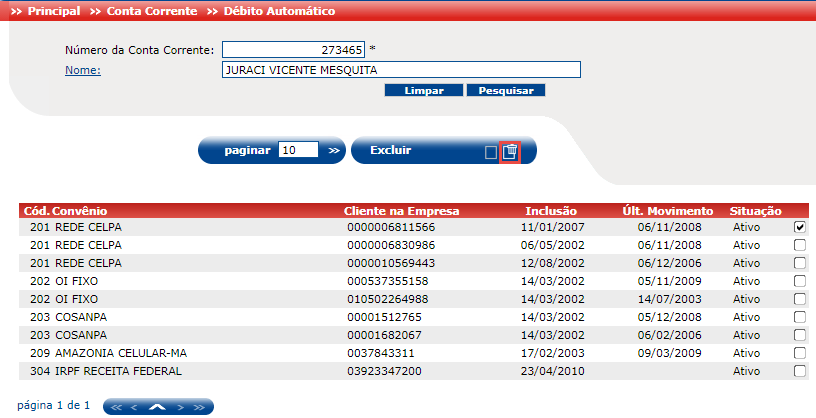 >> Principal >> Conta Corrente >> Débito Automático
Número da Conta Corrente: 273465 *
Nome: JURACI VICENTE MESQUITA
Limpar Pesquisar
paginar 10 >> Excluir
Cód. Convênio Cliente na Empresa Inclusão Últ. Movimento Situação
201 REDE CELPA 0000006811566 11/01/2007 06/11/2008 Ativo
201 REDE CELPA 0000006830986 06/05/2002 06/11/2008 Ativo
201 REDE CELPA 0000010569443 12/08/2002 06/12/2006 Ativo
202 OI FIXO 000537355158 14/03/2002 05/11/2009 Ativo
202 OI FIXO 010502264988 14/03/2002 14/07/2003 Ativo
203 COSANPA 00001512765 14/03/2002 05/12/2008 Ativo
203 COSANPA 00001682067 14/03/2002 06/02/2006 Ativo
209 AMAZONIA CELULAR-MA 0037843311 17/02/2003 09/03/2009 Ativo
304 IRPF RECEITA FEDERAL 03923347200 23/04/2010 Ativo
página 1 de 1 << < > >>